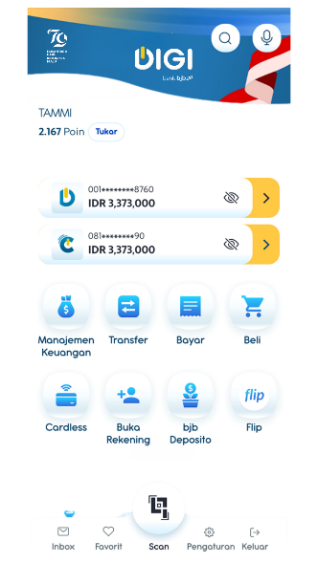 79
DIGI
bank bjb
TAMMI
2.167 Poin Tukar
001********8760
IDR 3,373,000
081********90
IDR 3,373,000
Manajemen Keuangan
Transfer
Bayar
Beli
Cardless
Buka Rekening
bjb Deposito
flip
Flip
Inbox
Favorit
Scan
Pengaturan
Keluar